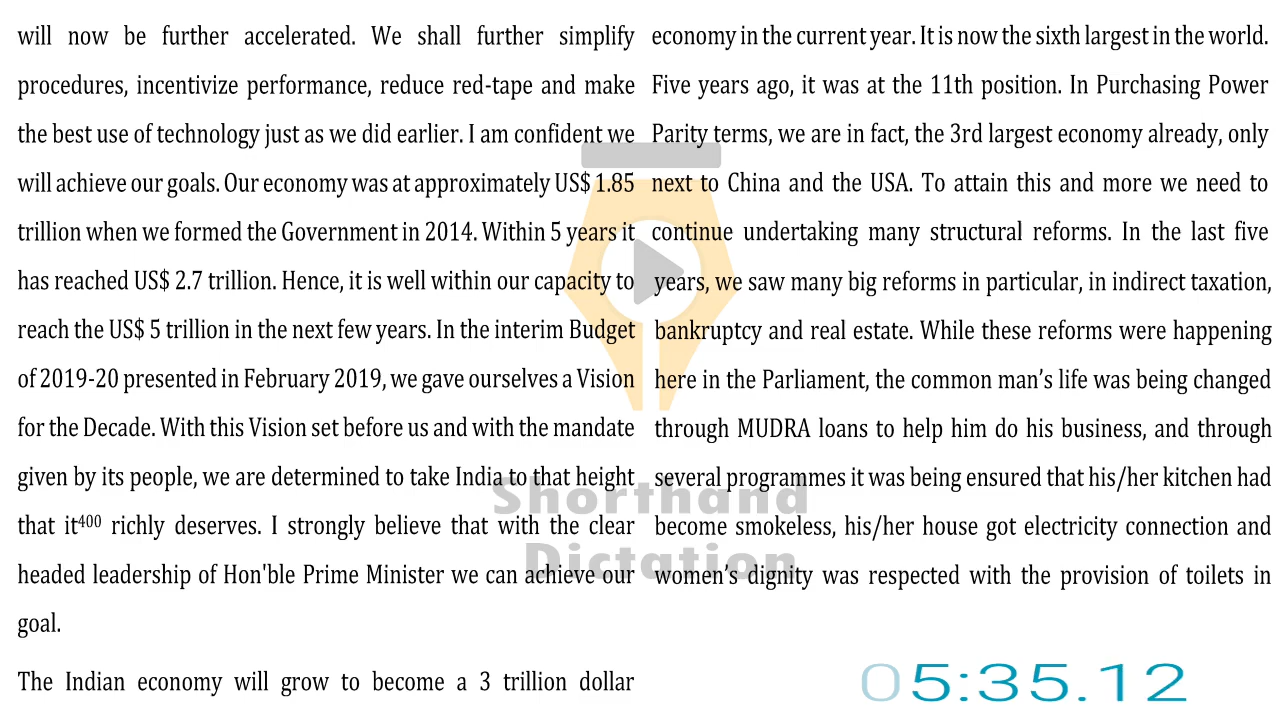 will now be further accelerated. We shall further simplify
procedures, incentivize performance, reduce red-tape and make
the best use of technology just as we did earlier. I am confident we
will achieve our goals. Our economy was at approximately US$ 1.85
trillion when we formed the Government in 2014. Within 5 years it
has reached US$ 2.7 trillion. Hence, it is well within our capacity to
reach the US$ 5 trillion in the next few years. In the interim Budget
of 2019-20 presented in February 2019, we gave ourselves a Vision
for the Decade. With this Vision set before us and with the mandate
given by its people, we are determined to take India to that height
that it400 richly deserves. I strongly believe that with the clear
headed leadership of Hon'ble Prime Minister we can achieve our
goal.
The Indian economy will grow to become a 3 trillion dollar
economy in the current year. It is now the sixth largest in the world.
Five years ago, it was at the 11th position. In Purchasing Power
Parity terms, we are in fact, the 3rd largest economy already, only
next to China and the USA. To attain this and more we need to
continue undertaking many structural reforms. In the last five
years, we saw many big reforms in particular, in indirect taxation,
bankruptcy and real estate. While these reforms were happening
here in the Parliament, the common man's life was being changed
through MUDRA loans to help him do his business, and through
several programmes it was being ensured that his/her kitchen had
become smokeless, his/her house got electricity connection and
women's dignity was respected with the provision of toilets in
Shorthand
Dictation
05:35.12